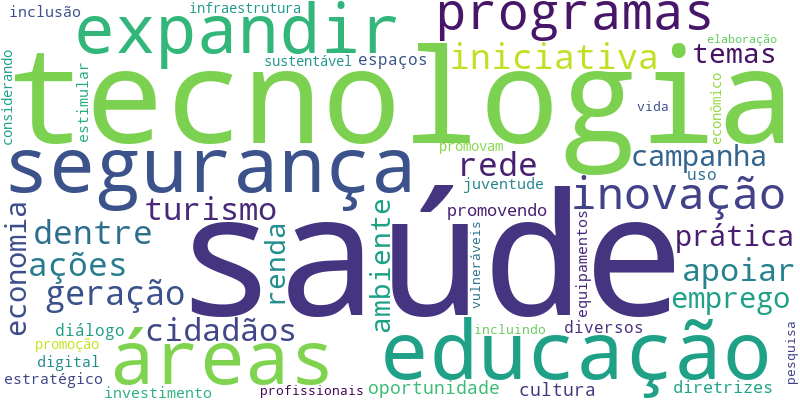 inclusão
infraestrutura
expandir
programas
elaboração
considerando
estimular
sustentável
espaços
iniciativa
temas
econômico
tecnologia
vida
segurança
promovam
rede
campanha
uso
juventude
inovação
turismo
promovendo
economia
dentre
renda
ambiente
saúde
vulneráveis
equipamentos
prática
ações
apoiar
geração
emprego
diálogo
cidadãos
incluindo
diversos
promoção
áreas
educação
pesquisa
digital
estratégico
investimento
profissionais
oportunidade
cultura
diretrizes